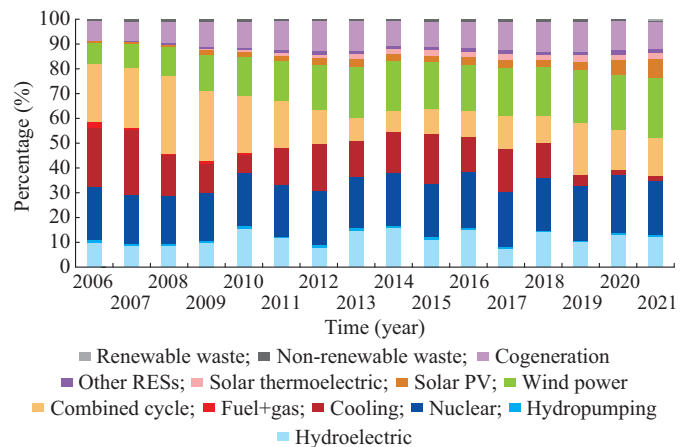 Percentage (%)
100
90
80
70
60
50
40
30
20
10
0
2006 2008 2010 2012 2014 2016 2018 2020
2007 2009 2011 2013 2015 2017 2019 2021
Time (year)
Renewable waste; Non-renewable waste; Cogeneration
Other RESs; Solar thermoelectric; Solar PV; Wind power
Combined cycle; Fuel+gas; Cooling; Nuclear; Hydropumping
Hydroelectric